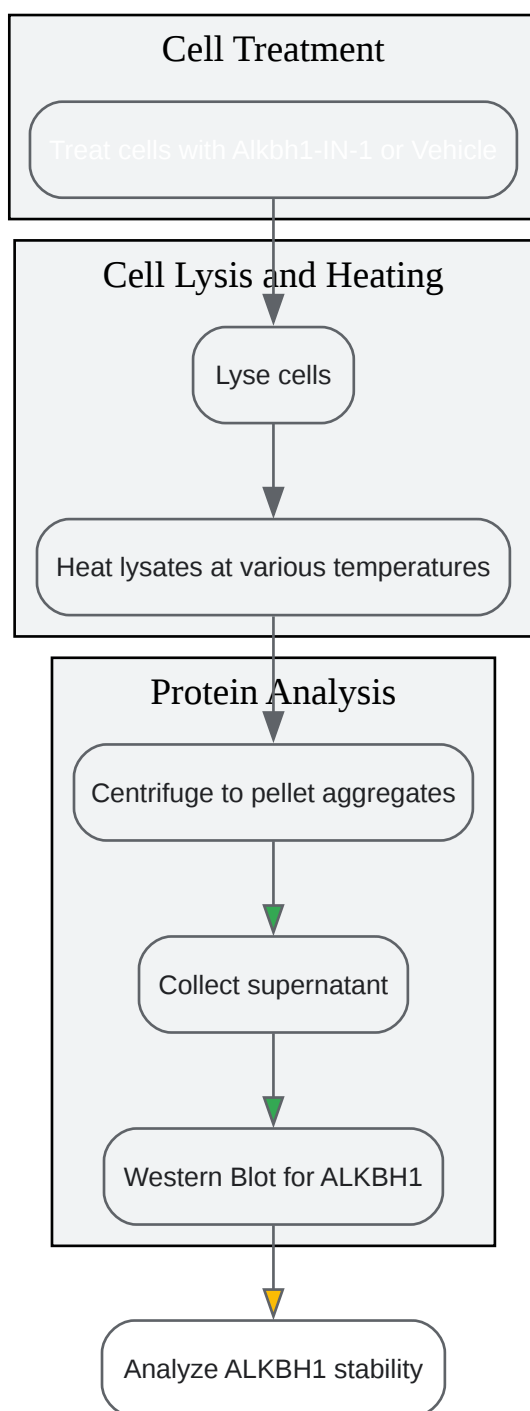 Cell Treatment
Treat cells with Alkbh1-IN-1 or Vehicle
Cell Lysis and Heating
Lyse cells
Heat lysates at various temperatures
Protein Analysis
Centrifuge to pellet aggregates
Collect supernatant
Western Blot for ALKBH1
Analyze ALKBH1 stability